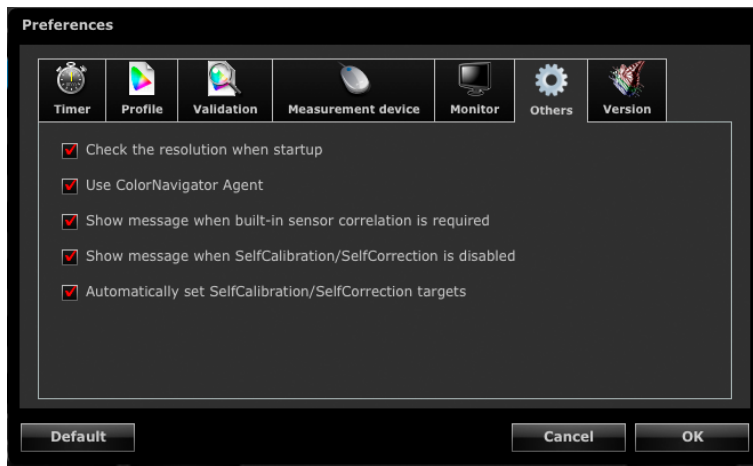 Preferences
Timer
Profile
Validation
Measurement device
Monitor
Others
Version
Check the resolution when startup
Use ColorNavigator Agent
Show message when built-in sensor correlation is required
Show message when SelfCalibration/SelfCorrection is disabled
Automatically set SelfCalibration/SelfCorrection targets
Default
Cancel
OK